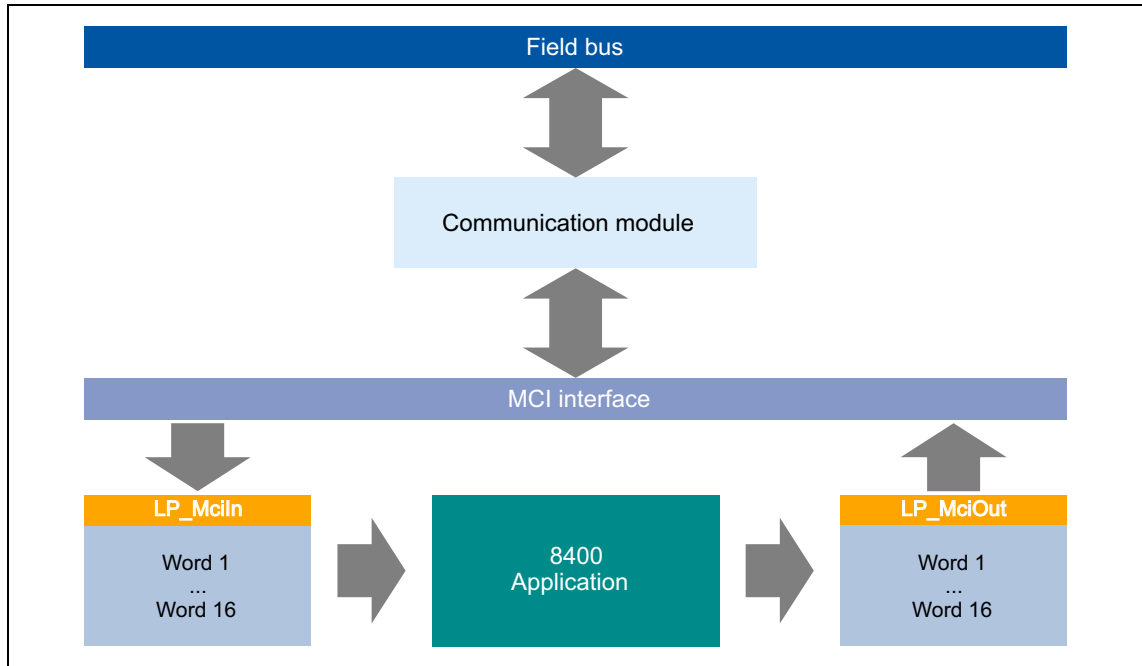 Field bus
Communication module
MCI interface
LP_MciIn
Word 1
...
Word 16
8400
Application
LP_MciOut
Word 1
...
Word 16